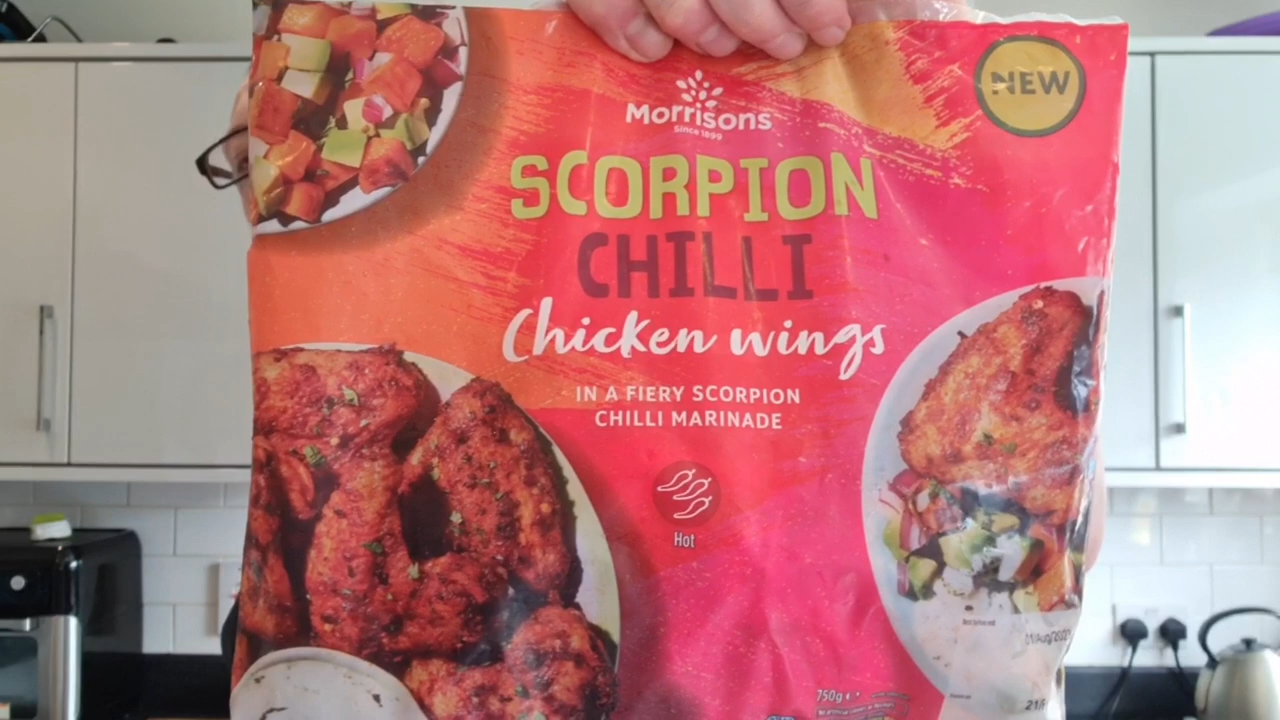 NEW
Morrisons
Since 1899
SCORPION
CHILLI
Chicken wings
IN A FIERY SCORPION
CHILLI MARINADE
Hot
750g